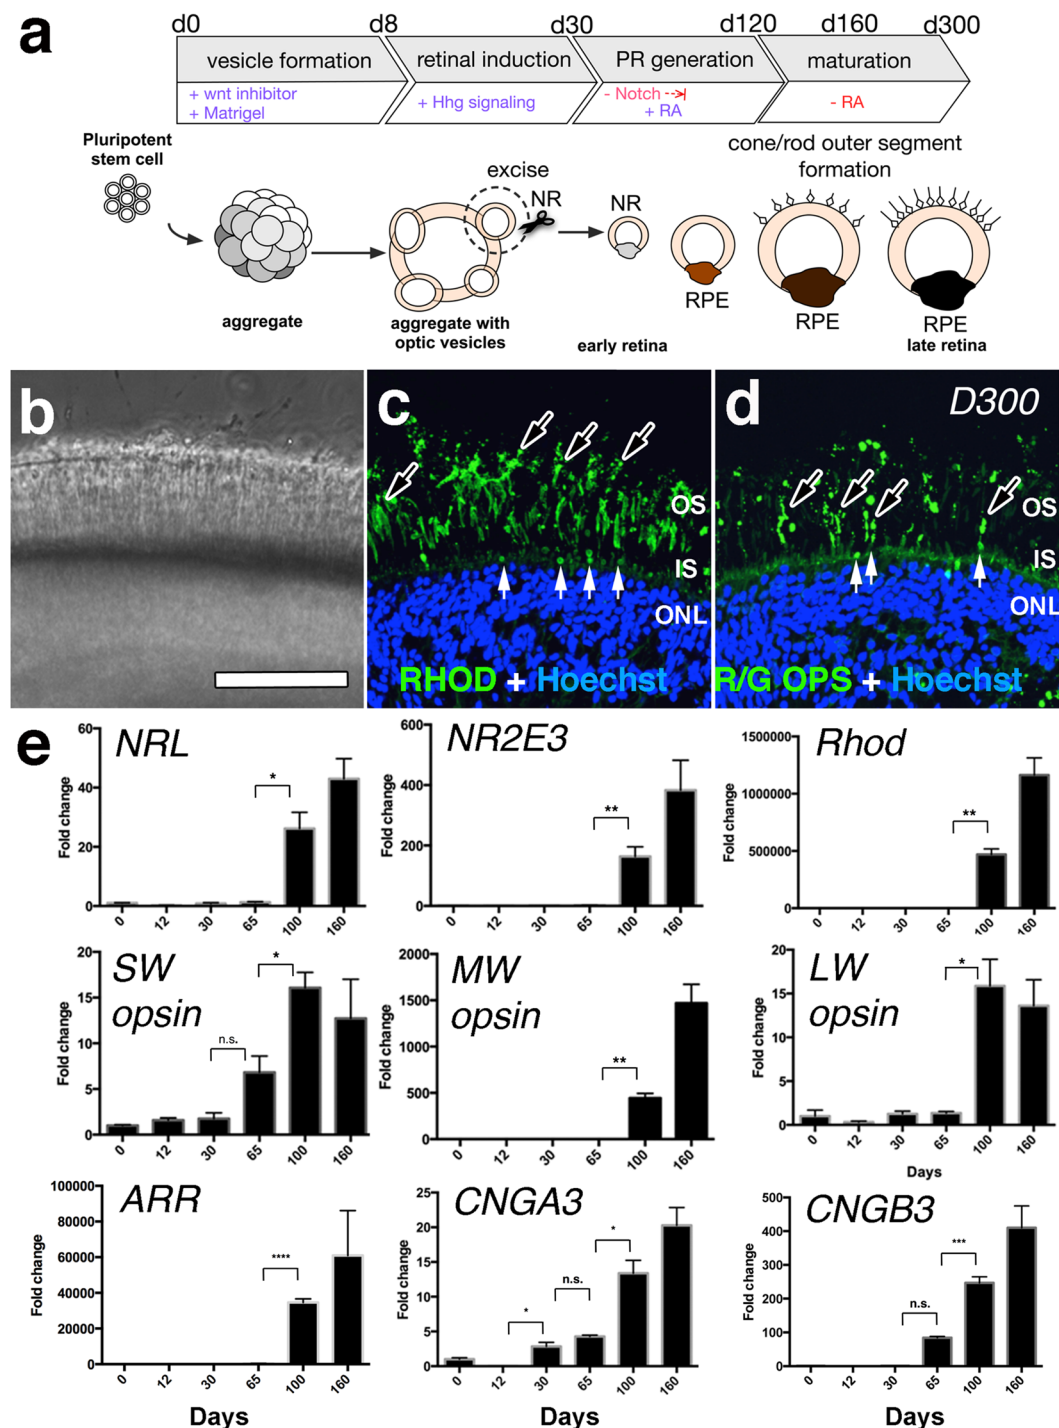 a
d0 d8 d30 d120 d160 d300
vesicle formation retinal induction PR generation maturation
+ wnt inhibitor
+ Matrigel
+ Hhg signaling
- Notch
+ RA
- RA
Pluripotent
stem cell
aggregate
excise
NR
aggregate with
optic vesicles
NR
RPE
early retina
cone/rod outer segment
formation
RPE
RPE
late retina
b
c
OS
IS
ONL
RHOD + Hoechst
d
D300
OS
IS
ONL
R/G OPS + Hoechst
e
NRL
Fold change
60
40
20
0
*
0 12 30 65 100 160
NR2E3
Fold change
600
400
200
0
**
0 12 30 65 100 160
Rhod
Fold change
1500000
1000000
500000
0
**
0 12 30 65 100 160
SW
opsin
Fold change
20
15
10
5
0
n.s.
*
0 12 30 65 100 160
MW
opsin
Fold change
2000
1500
1000
500
0
**
0 12 30 65 100 160
LW
opsin
Fold change
20
15
10
5
0
*
0 12 30 65 100 160
Days
ARR
Fold change
100000
80000
60000
40000
20000
0
****
0 12 30 65 100 160
Days
CNGA3
Fold change
25
20
15
10
5
0
*
n.s.
*
0 12 30 65 100 160
Days
CNGB3
Fold change
500
400
300
200
100
0
n.s.
***
0 12 30 65 100 160
Days